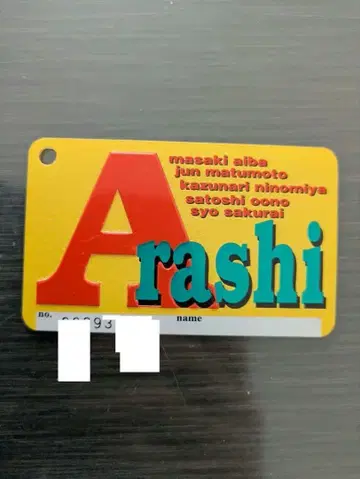 masaki aiba
jun matumoto
kazunari ninomiya
satoshi oono
syo sakurai
Arashi
no.
name